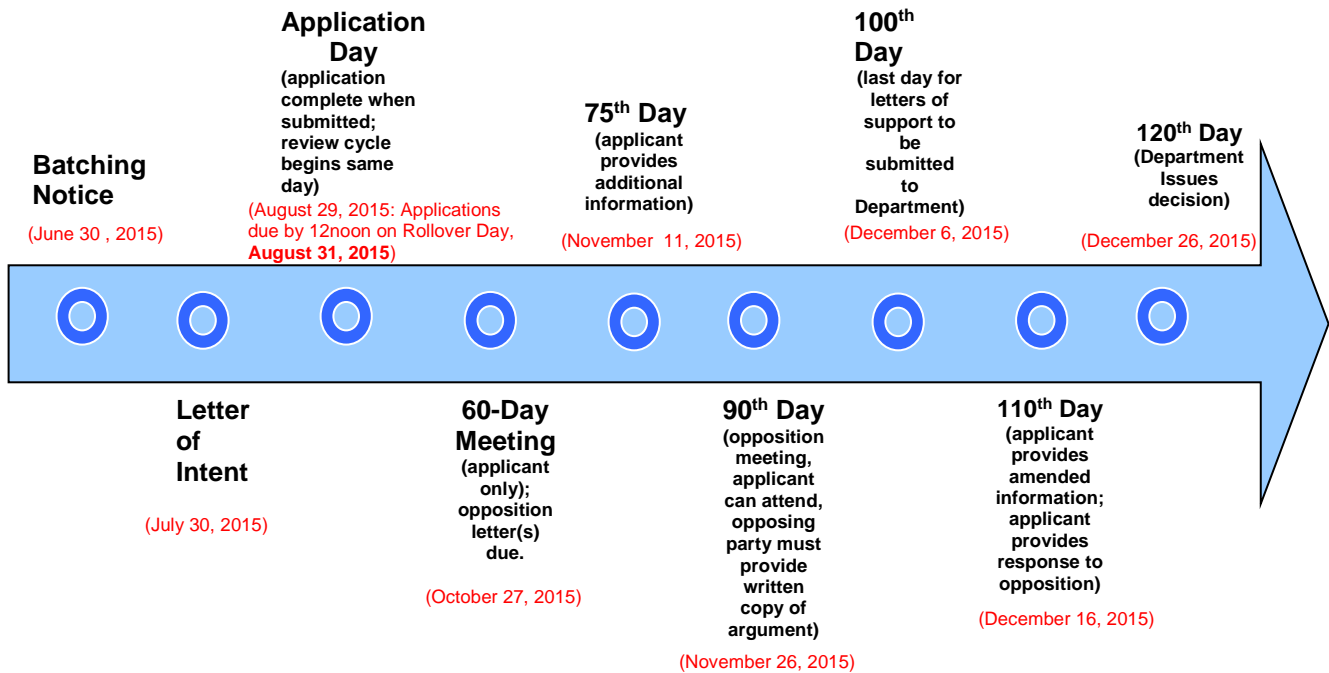 Batching
Notice
(June 30 , 2015)
Letter
of
Intent
(July 30, 2015)
Application
Day
(application
complete when
submitted;
review cycle
begins same
day)
(August 29, 2015: Applications
due by 12noon on Rollover Day,
August 31, 2015)
60-Day
Meeting
(applicant
only);
opposition
letter(s)
due.
(October 27, 2015)
75th Day
(applicant
provides
additional
information)
(November 11, 2015)
90th Day
(opposition
meeting,
applicant
can attend,
opposing
party must
provide
written
copy of
argument)
(November 26, 2015)
100th
Day
(last day for
letters of
support to
be
submitted
to
Department)
(December 6, 2015)
110th Day
(applicant
provides
amended
information;
applicant
provides
response to
opposition)
(December 16, 2015)
120th Day
(Department
Issues
decision)
(December 26, 2015)